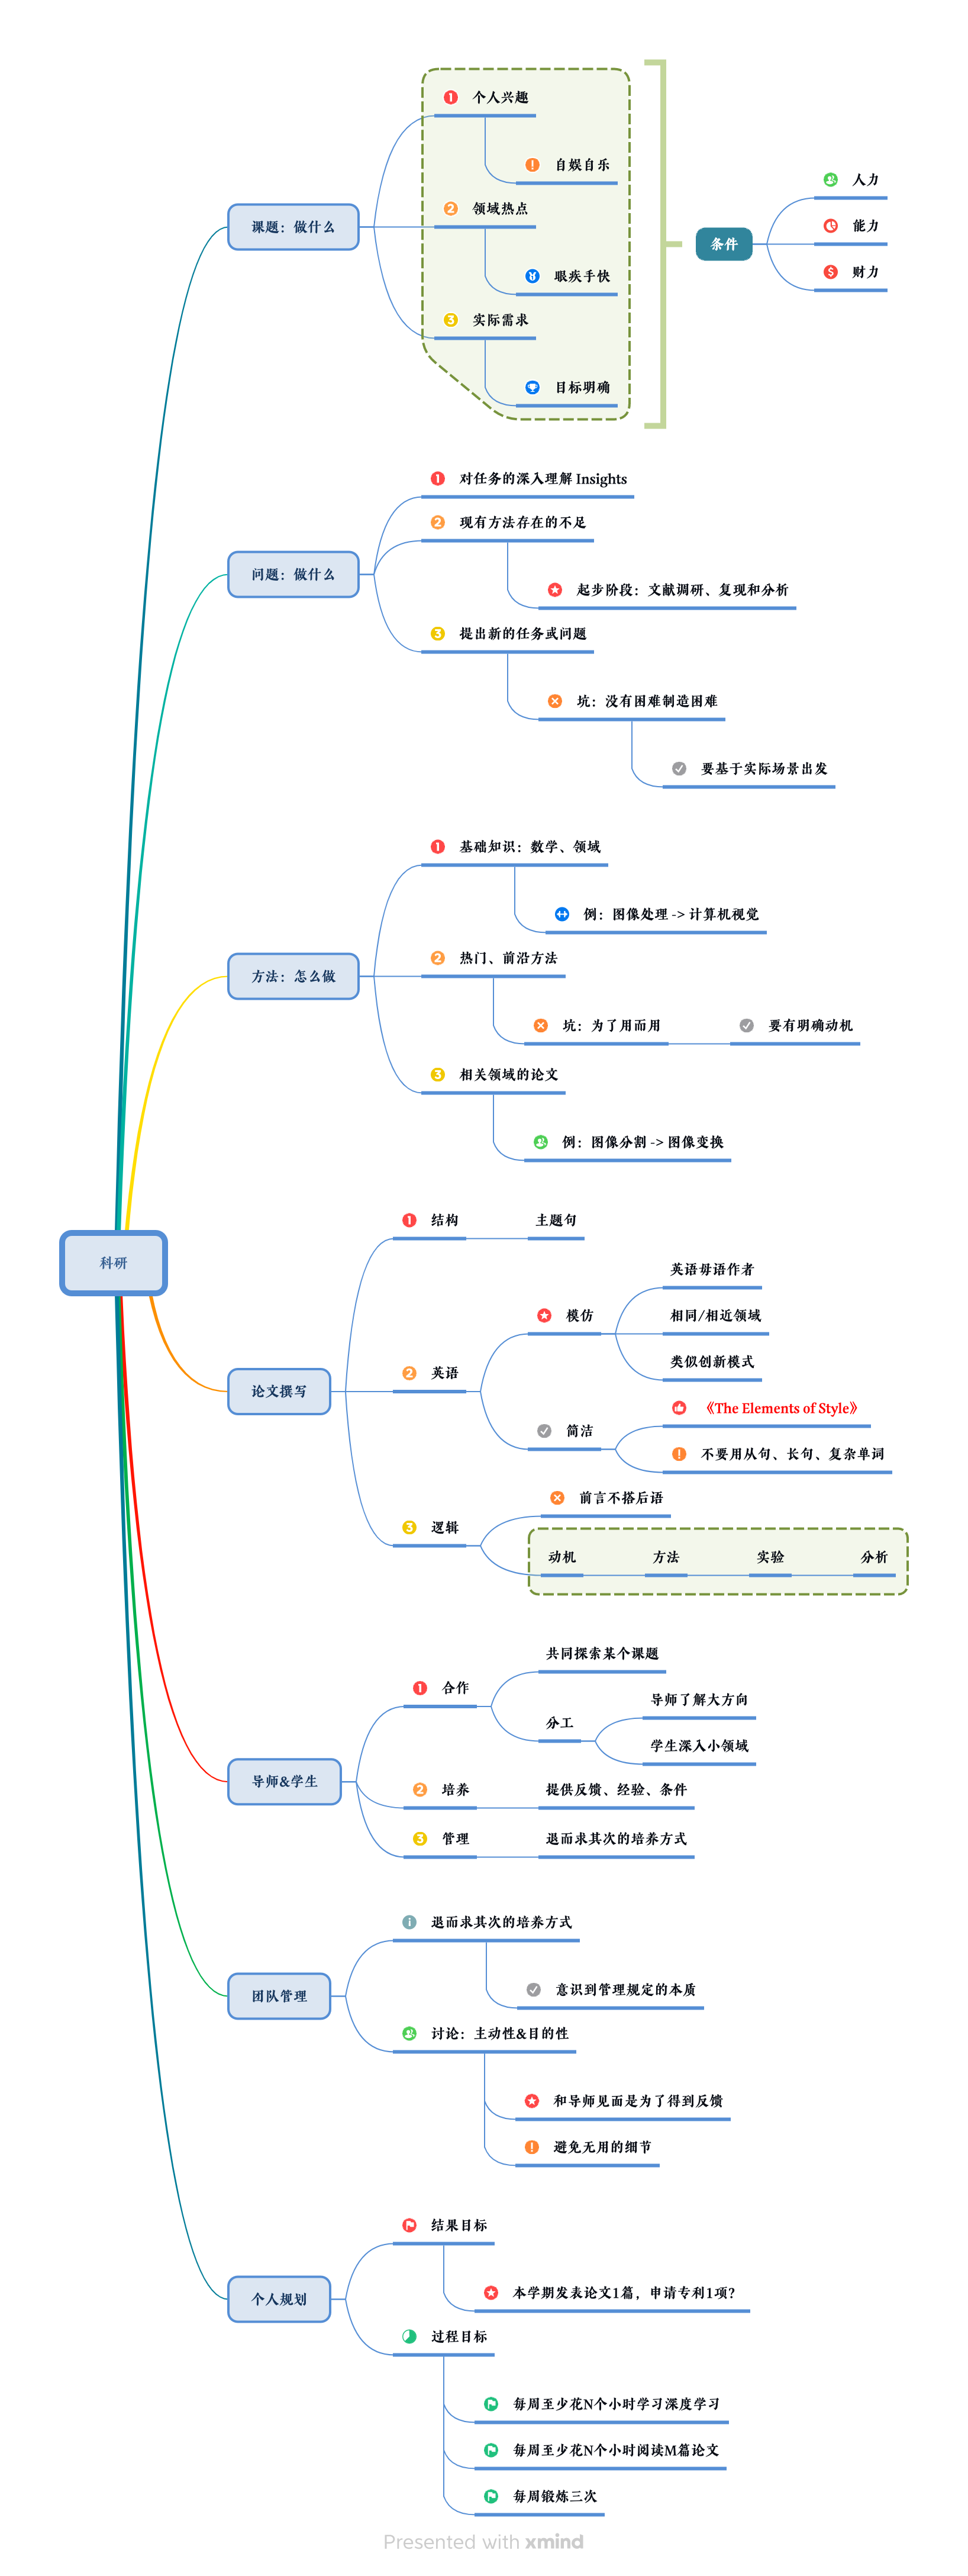 科研
课题：做什么
1 个人兴趣
自娱自乐
2 领域热点
眼疾手快
3 实际需求
目标明确
条件
人力
能力
财力
问题：做什么
1 对任务的深入理解 Insights
2 现有方法存在的不足
起步阶段：文献调研、复现和分析
3 提出新的任务或问题
坑：没有困难制造困难
要基于实际场景出发
方法：怎么做
1 基础知识：数学、领域
例：图像处理 -> 计算机视觉
2 热门、前沿方法
坑：为了用而用
要有明确动机
3 相关领域的论文
例：图像分割 -> 图像变换
论文撰写
1 结构
主题句
2 英语
模仿
英语母语作者
相同/相近领域
类似创新模式
简洁
《The Elements of Style》
不要用从句、长句、复杂单词
3 逻辑
前言不搭后语
动机
方法
实验
分析
导师&学生
1 合作
共同探索某个课题
分工
导师了解大方向
学生深入小领域
2 培养
提供反馈、经验、条件
3 管理
退而求其次的培养方式
团队管理
退而求其次的培养方式
意识到管理规定的本质
讨论：主动性&目的性
和导师见面是为了得到反馈
避免无用的细节
个人规划
结果目标
本学期发表论文1篇，申请专利1项？
过程目标
每周至少花N个小时学习深度学习
每周至少花N个小时阅读M篇论文
每周锻炼三次
Presented with xmind